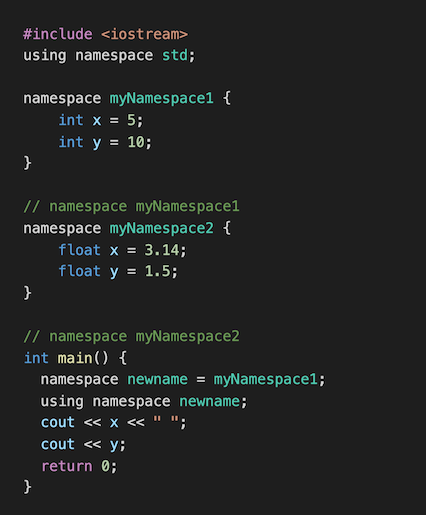 #include <iostream>
using namespace std;

namespace myNamespace1 {
    int x = 5;
    int y = 10;
}

// namespace myNamespace1
namespace myNamespace2 {
    float x = 3.14;
    float y = 1.5;
}

// namespace myNamespace2
int main() {
  namespace newname = myNamespace1;
  using namespace newname;
  cout << x << " ";
  cout << y;
  return 0;
}